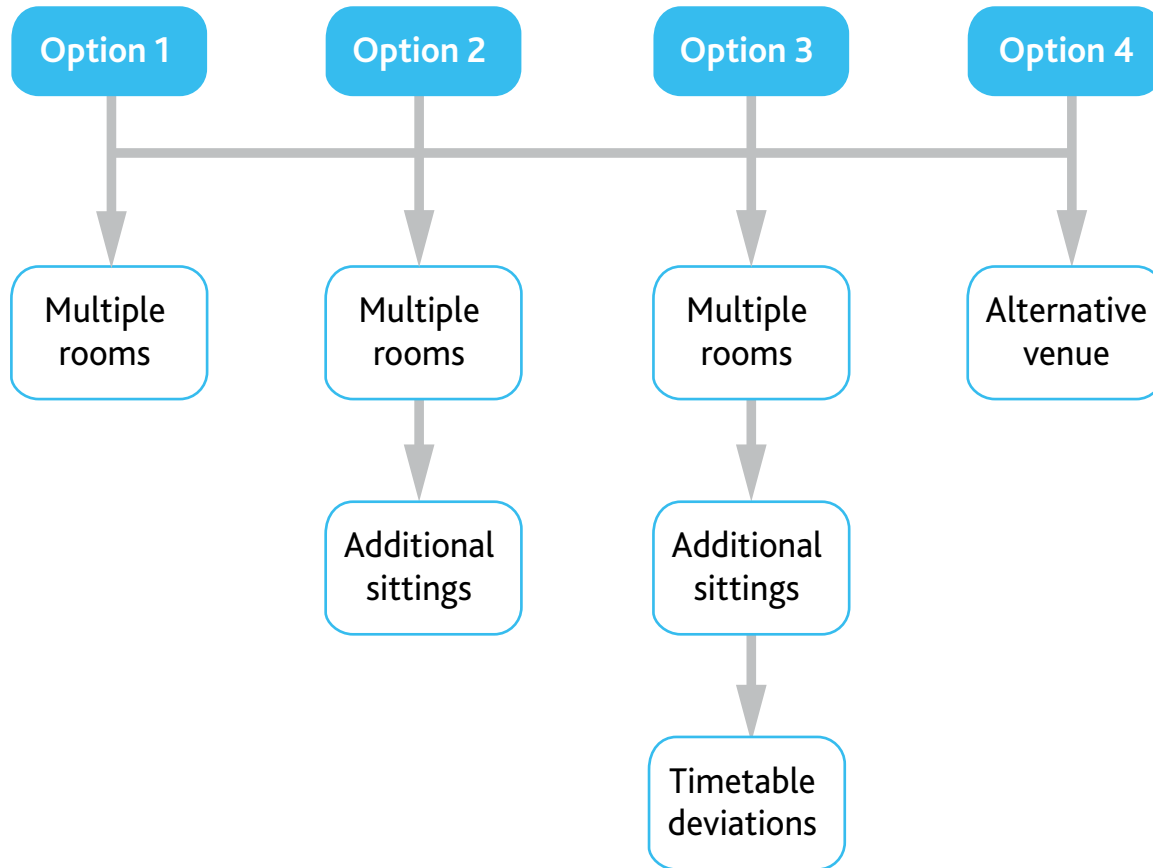 Option 1
Option 2
Option 3
Option 4
Multiple
rooms
Multiple
rooms
Multiple
rooms
Alternative
venue
Additional
sittings
Additional
sittings
Timetable
deviations